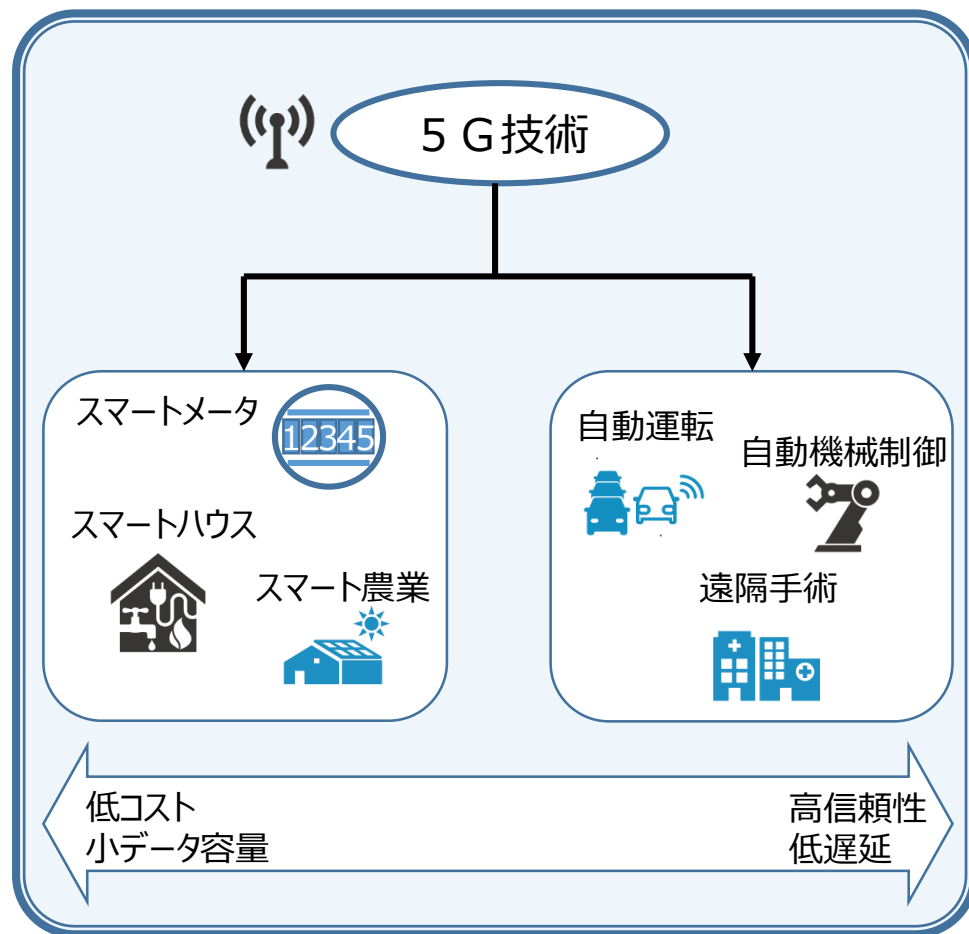 ５Ｇ技術
スマートメータ
12345
スマートハウス
スマート農業
自動運転
自動機械制御
遠隔手術
低コスト
小データ容量
高信頼性
低遅延